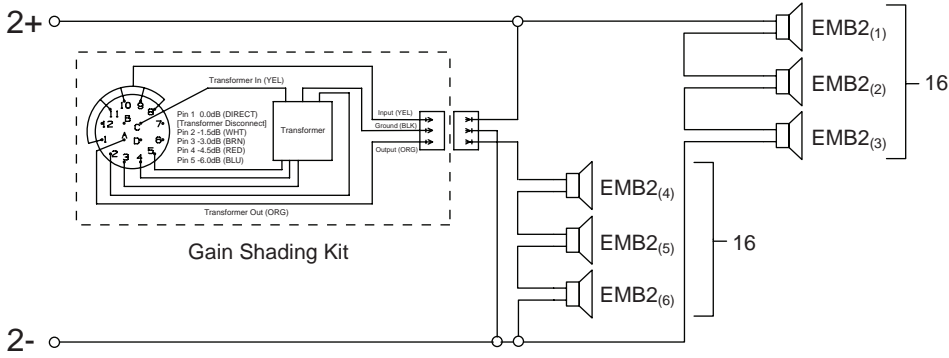 2+
Transformer In (YEL)
10 9
11 8
12 B 7
C
A
1 D 6
2 3 4 5
Pin 1 0.0dB (DIRECT)
[Transformer Disconnect]
Pin 2 -1.5dB (WHT)
Pin 3 -3.0dB (BRN)
Pin 4 -4.5dB (RED)
Pin 5 -6.0dB (BLU)
Transformer
Input (YEL)
Ground (BLK)
Output (ORG)
Transformer Out (ORG)
Gain Shading Kit
EMB2(1)
EMB2(2)
EMB2(3)
16
EMB2(4)
EMB2(5)
EMB2(6)
16
2-